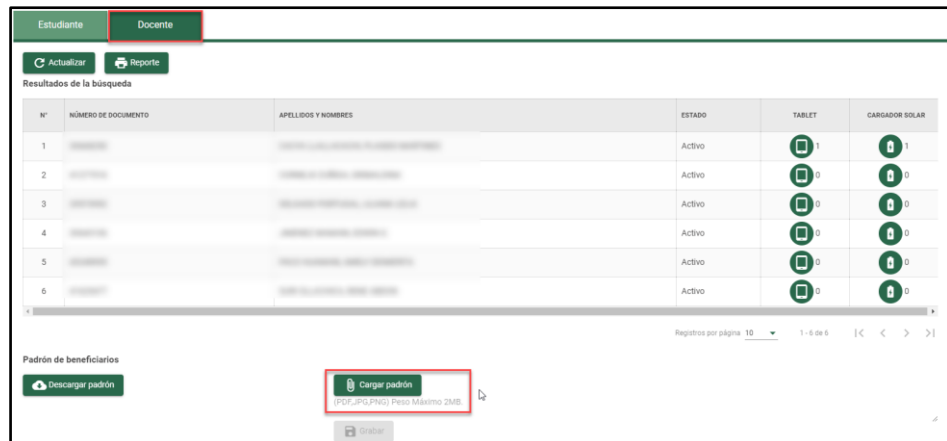 Estudiante Docente
Actualizar Reporte
Resultados de la búsqueda
N° NÚMERO DE DOCUMENTO APELLIDOS Y NOMBRES ESTADO TABLET CARGADOR SOLAR
1 Activo 1 1
2 Activo 0 0
3 Activo 0 0
4 Activo 0 0
5 Activo 0 0
6 Activo 0 0
Registros por página 10 1 - 6 de 6
Padrón de beneficiarios
Descargar padrón Cargar padrón
(PDF,JPG,PNG) Peso Máximo 2MB.
Grabar